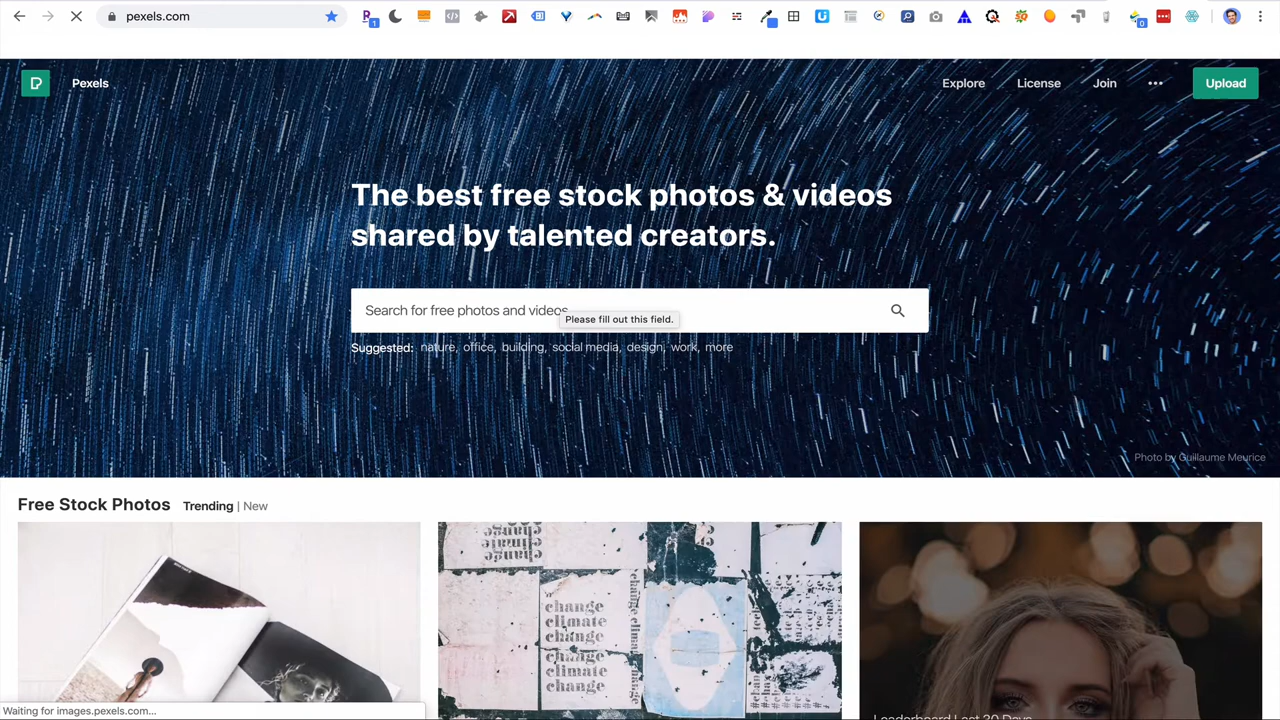 pexels.com
1
0
Pexels
Explore
License
Join
Upload
The best free stock photos & videos
shared by talented creators.
Search for free photos and videos
Please fill out this field.
Suggested: nature, office, building, social media, design, work, more
Photo by Guillaume Meurice
Free Stock Photos
Trending | New
change
climate
change
change
climate
change
Leaderboard Last 30 Days
Waiting for images.pexels.com...